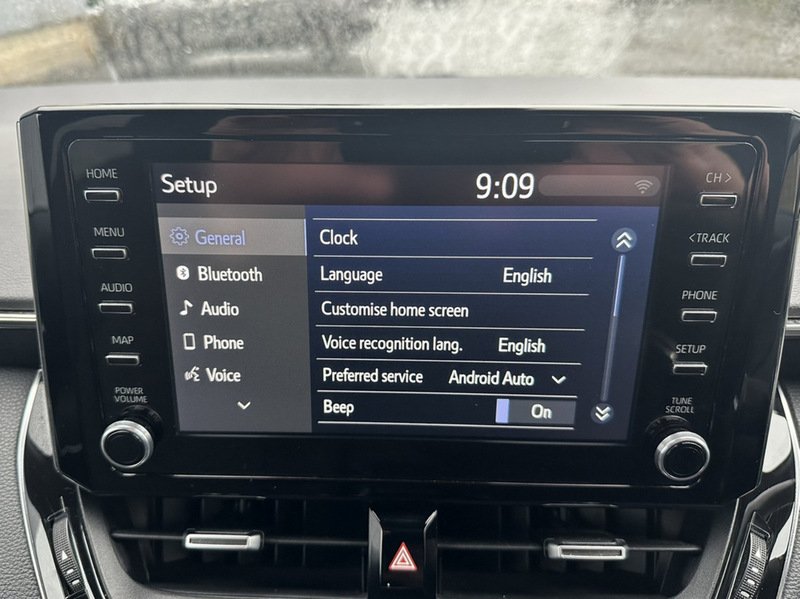 HOME
MENU
AUDIO
MAP
POWER
VOLUME
Setup 9:09
General
Bluetooth
Audio
Phone
Voice
Clock
Language English
Customise home screen
Voice recognition lang. English
Preferred service Android Auto
Beep On
CH >
< TRACK
PHONE
SETUP
TUNE
SCROLL